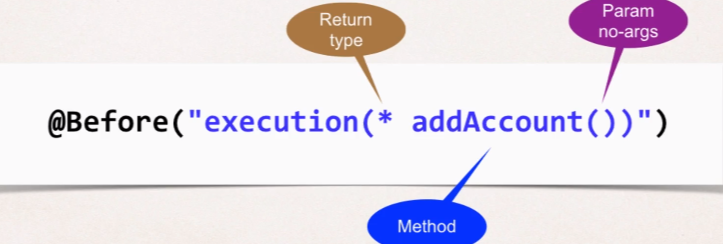 Return
type
Param
no-args
@Before("execution(* addAccount())")
Method